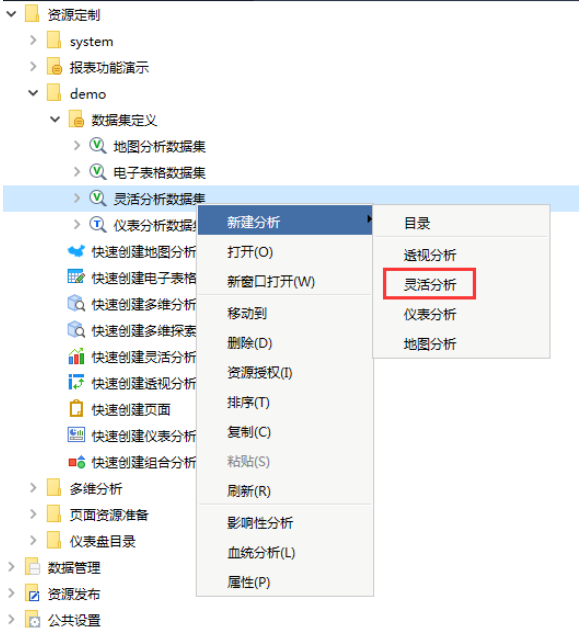 资源定制
system
报表功能演示
demo
数据集定义
地图分析数据集
电子表格数据集
灵活分析数据集
仪表分析数据
快速创建地图分析
快速创建电子表格
快速创建多维分析
快速创建多维探索
快速创建灵活分析
快速创建透视分析
快速创建页面
快速创建仪表分析
快速创建组合分析
多维分析
页面资源准备
仪表盘目录
数据管理
资源发布
公共设置
新建分析
打开(O)
新窗口打开(W)
移动到
删除(D)
资源授权(I)
排序(T)
复制(C)
粘贴(S)
刷新(R)
影响性分析
血统分析(L)
属性(P)
目录
透视分析
灵活分析
仪表分析
地图分析